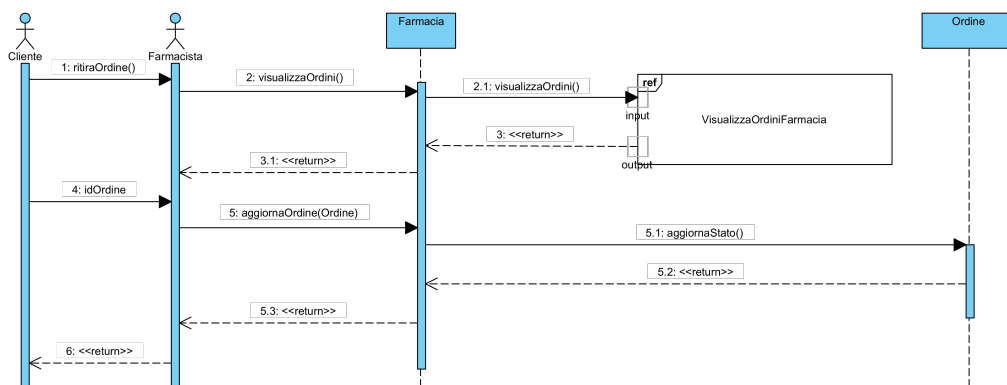 Cliente
Farmacista
Farmacia
Ordine
1: ritiraOrdine()
2: visualizzaOrdini()
2.1: visualizzaOrdini()
ref
input
VisualizzaOrdiniFarmacia
3: <<return>>
output
3.1: <<return>>
4: idOrdine
5: aggiornaOrdine(Ordine)
5.1: aggiornaStato()
5.2: <<return>>
5.3: <<return>>
6: <<return>>